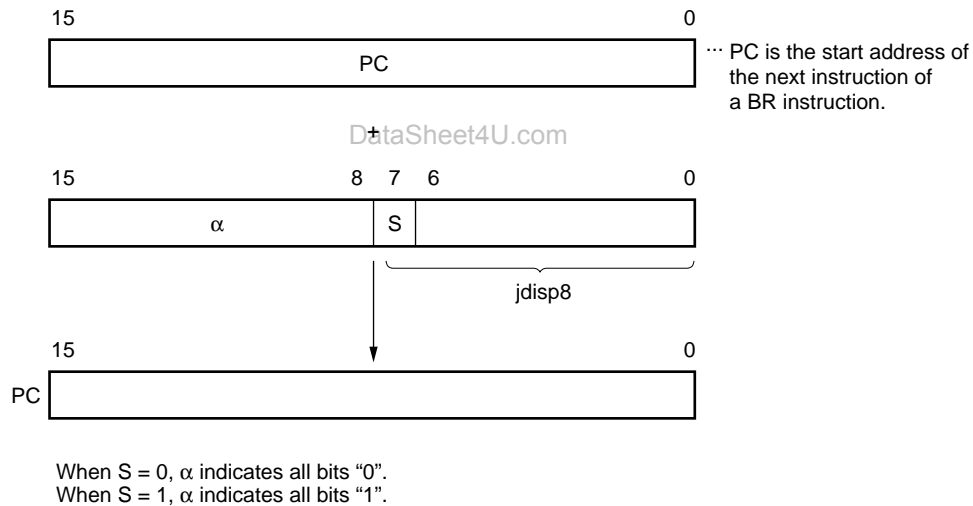 15 0
PC
... PC is the start address of
the next instruction of
a BR instruction.
+
DataSheet4U.com
15 8 7 6 0
α S
jdisp8
15 0
PC
When S = 0, α indicates all bits “0”.
When S = 1, α indicates all bits “1”.